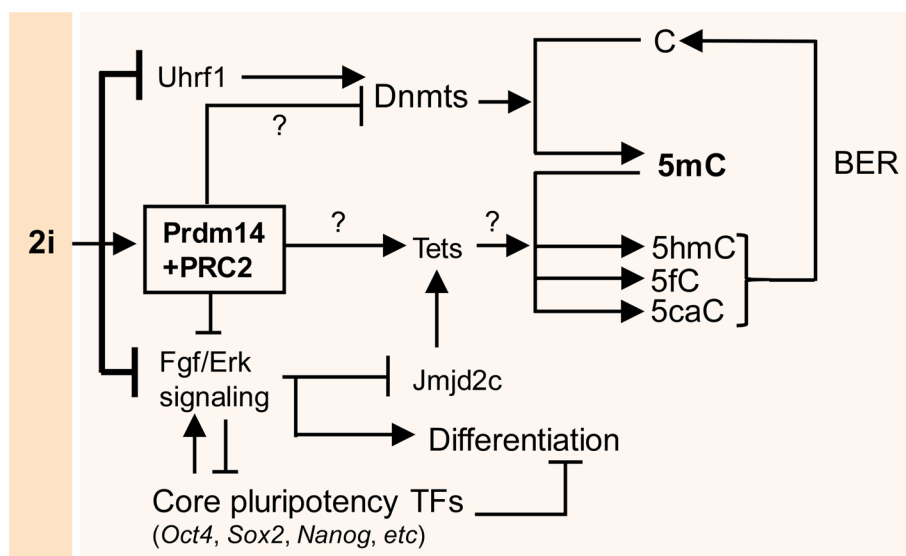 C
Uhrf1
Dnmts
?
5mC
BER
2i
Prdm14
+PRC2
?
Tets
?
5hmC
5fC
5caC
Fgf/Erk
signaling
Jmjd2c
Differentiation
Core pluripotency TFs
(Oct4, Sox2, Nanog, etc)